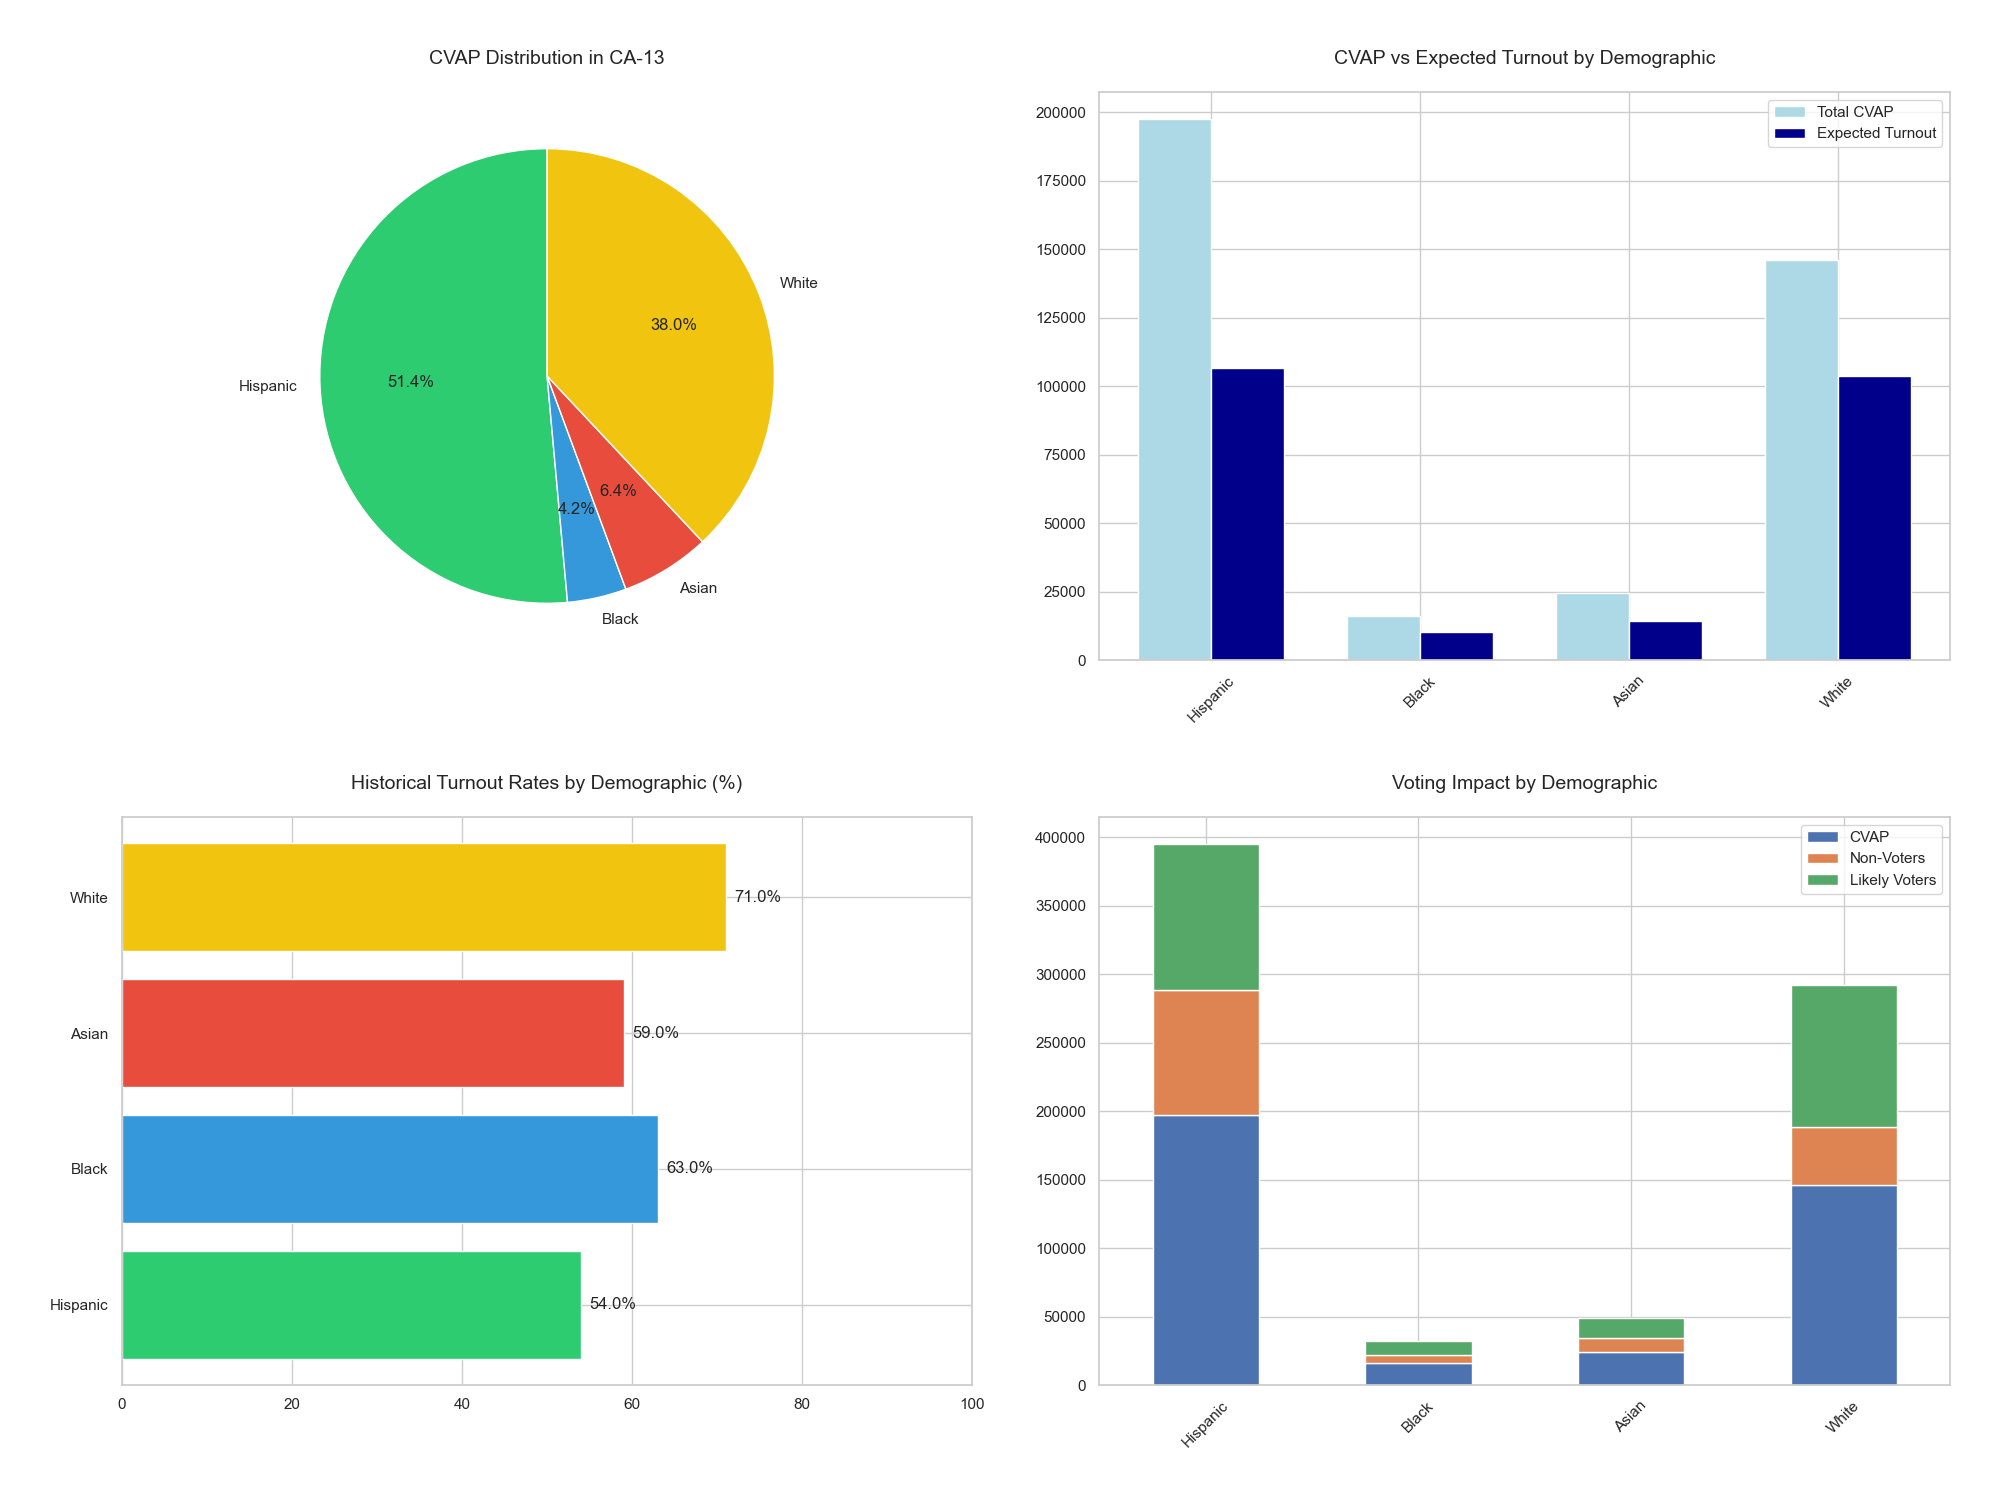 CVAP Distribution in CA-13
White
38.0%
Hispanic
51.4%
6.4%
4.2%
Asian
Black
CVAP vs Expected Turnout by Demographic
Total CVAP
Expected Turnout
200000
175000
150000
125000
100000
75000
50000
25000
0
Hispanic
Black
Asian
White
Historical Turnout Rates by Demographic (%)
White
71.0%
Asian
59.0%
Black
63.0%
Hispanic
54.0%
0
20
40
60
80
100
Voting Impact by Demographic
CVAP
Non-Voters
Likely Voters
400000
350000
300000
250000
200000
150000
100000
50000
0
Hispanic
Black
Asian
White